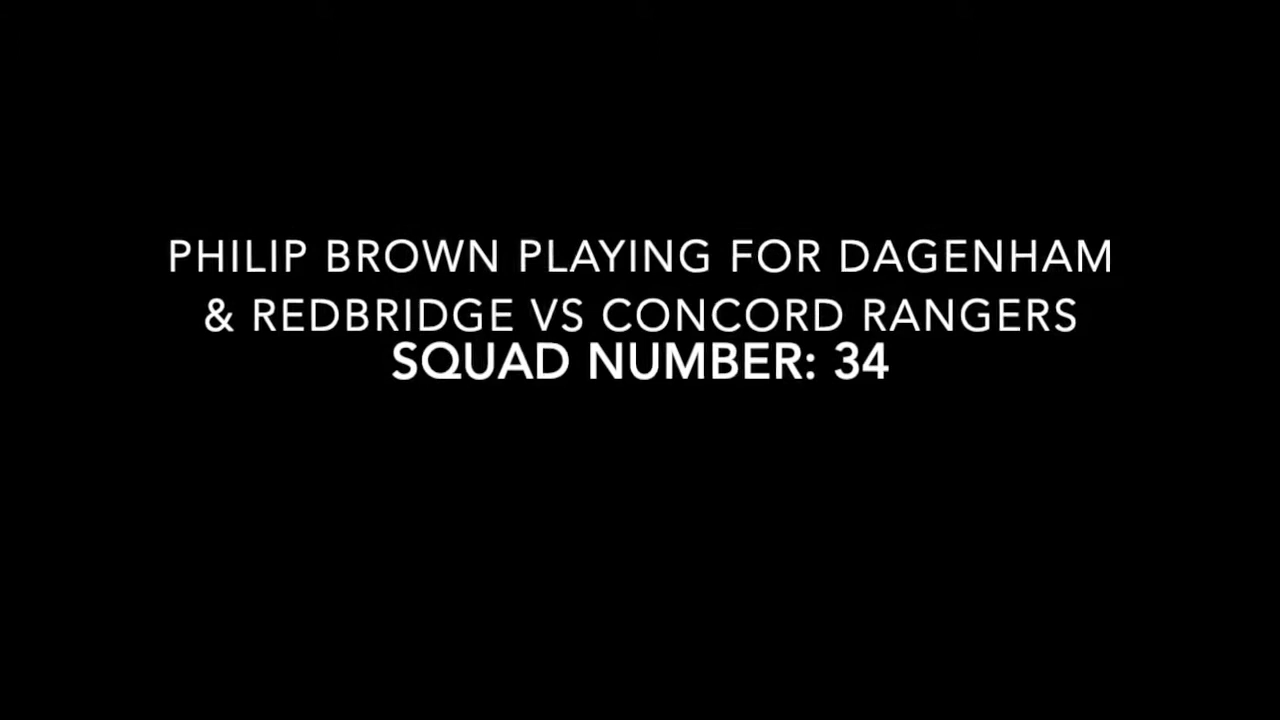 PHILIP BROWN PLAYING FOR DAGENHAM
& REDBRIDGE VS CONCORD RANGERS
SQUAD NUMBER: 34